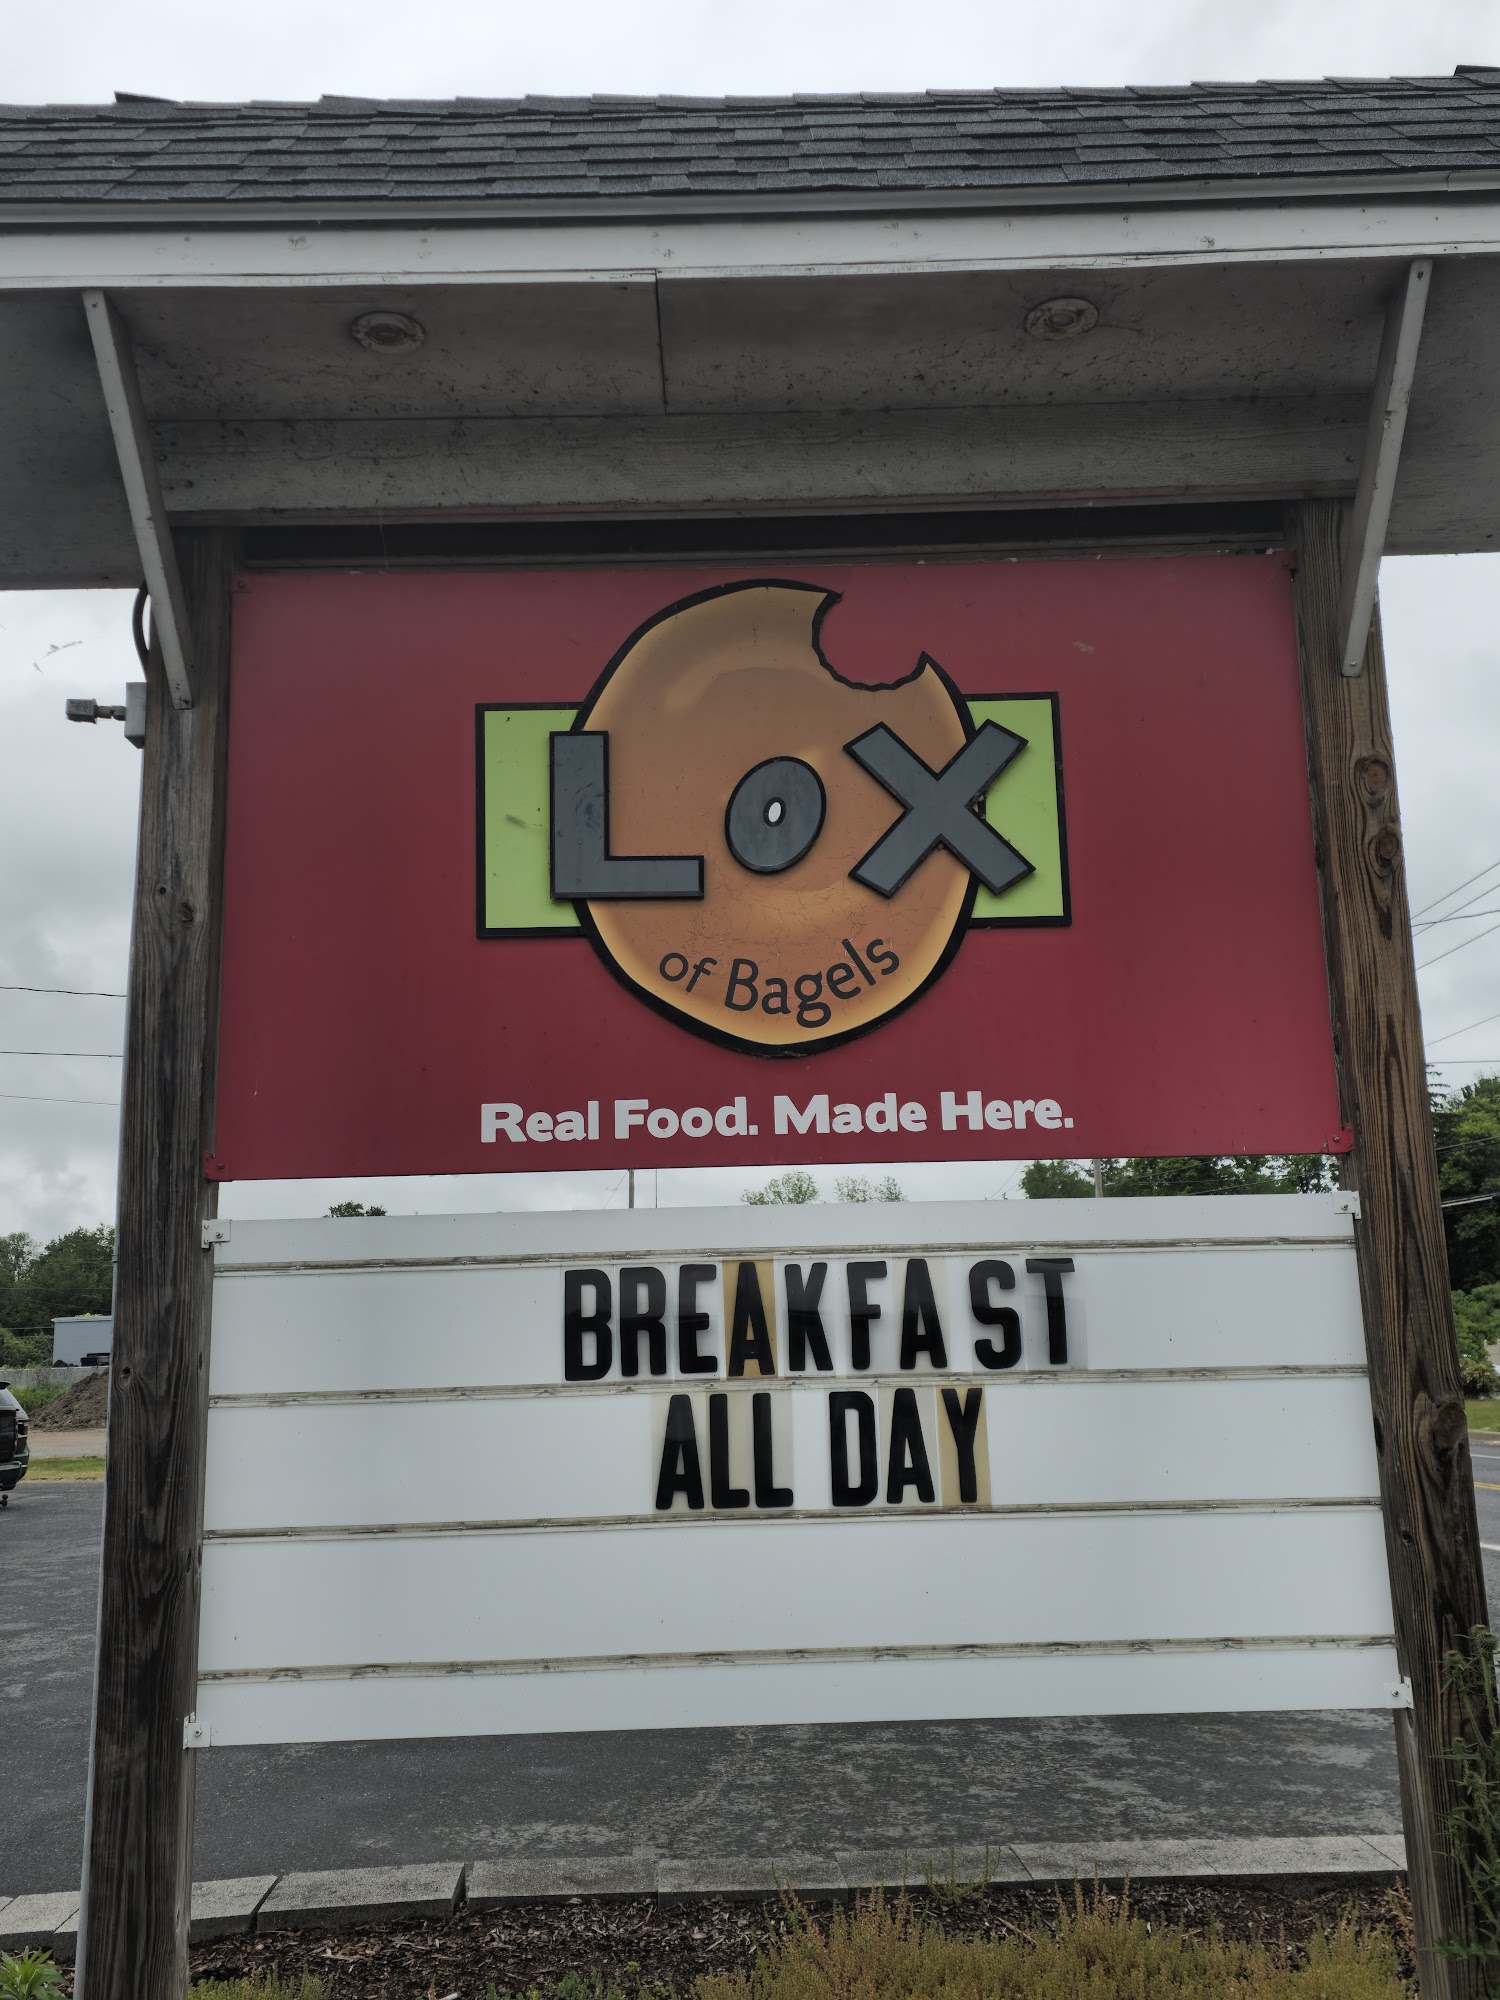 LOX
of Bagels
Real Food. Made Here.
BREAKFAST
ALL DAY